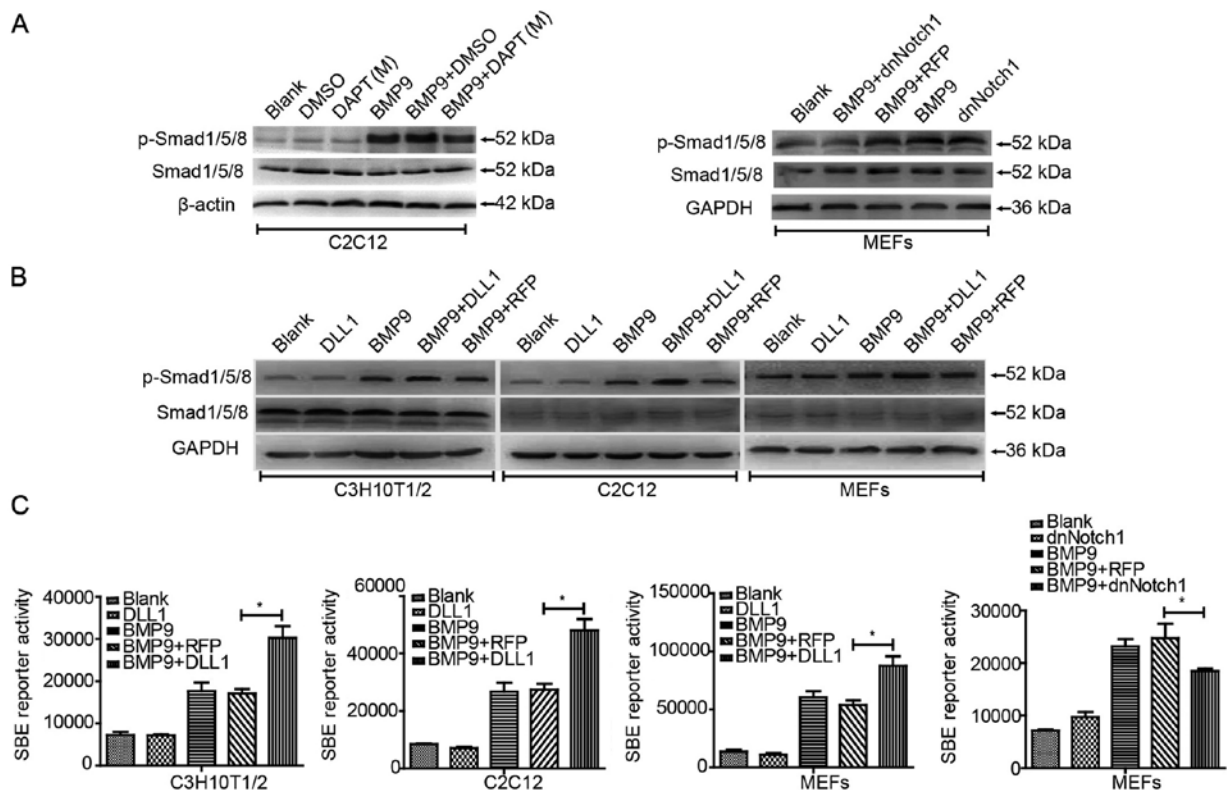 A
Blank DMSO DAPT (M) BMP9 BMP9+DMSO BMP9+DAPT (M)
p-Smad1/5/8 52 kDa
Smad1/5/8 52 kDa
β-actin 42 kDa
C2C12
Blank BMP9+dnNotch1 BMP9+RFP BMP9 dnNotch1
p-Smad1/5/8 52 kDa
Smad1/5/8 52 kDa
GAPDH 36 kDa
MEFs
B
Blank DLL1 BMP9 BMP9+DLL1 BMP9+RFP Blank DLL1 BMP9 BMP9+DLL1 BMP9+RFP Blank DLL1 BMP9 BMP9+DLL1 BMP9+RFP
p-Smad1/5/8 52 kDa
Smad1/5/8 52 kDa
GAPDH 36 kDa
C3H10T1/2 C2C12 MEFs
C
SBE reporter activity
40000
30000
20000
10000
0
Blank
DLL1
BMP9
BMP9+RFP
BMP9+DLL1
*
C3H10T1/2
SBE reporter activity
60000
40000
20000
0
Blank
DLL1
BMP9
BMP9+RFP
BMP9+DLL1
*
C2C12
SBE reporter activity
150000
100000
50000
0
Blank
DLL1
BMP9
BMP9+RFP
BMP9+DLL1
*
MEFs
Blank
dnNotch1
BMP9
BMP9+RFP
BMP9+dnNotch1
SBE reporter activity
30000
20000
10000
0
*
MEFs